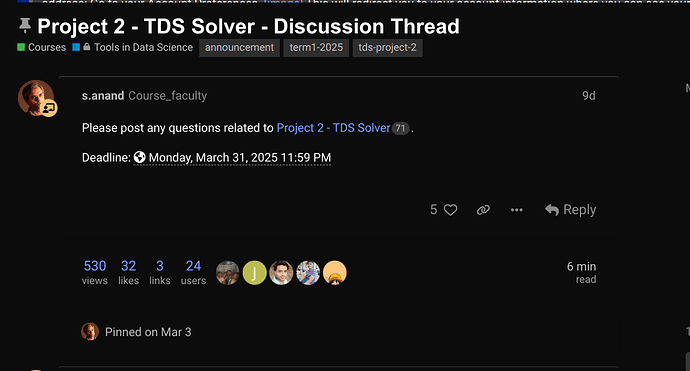 Project 2 - TDS Solver - Discussion Thread
Courses Tools in Data Science announcement term1-2025 tds-project-2
s.anand Course_faculty 9d
Please post any questions related to Project 2 - TDS Solver 71 .
Deadline: Monday, March 31, 2025 11:59 PM
5 Reply
530 32 3 24 J 6 min
views likes links users read
Pinned on Mar 3